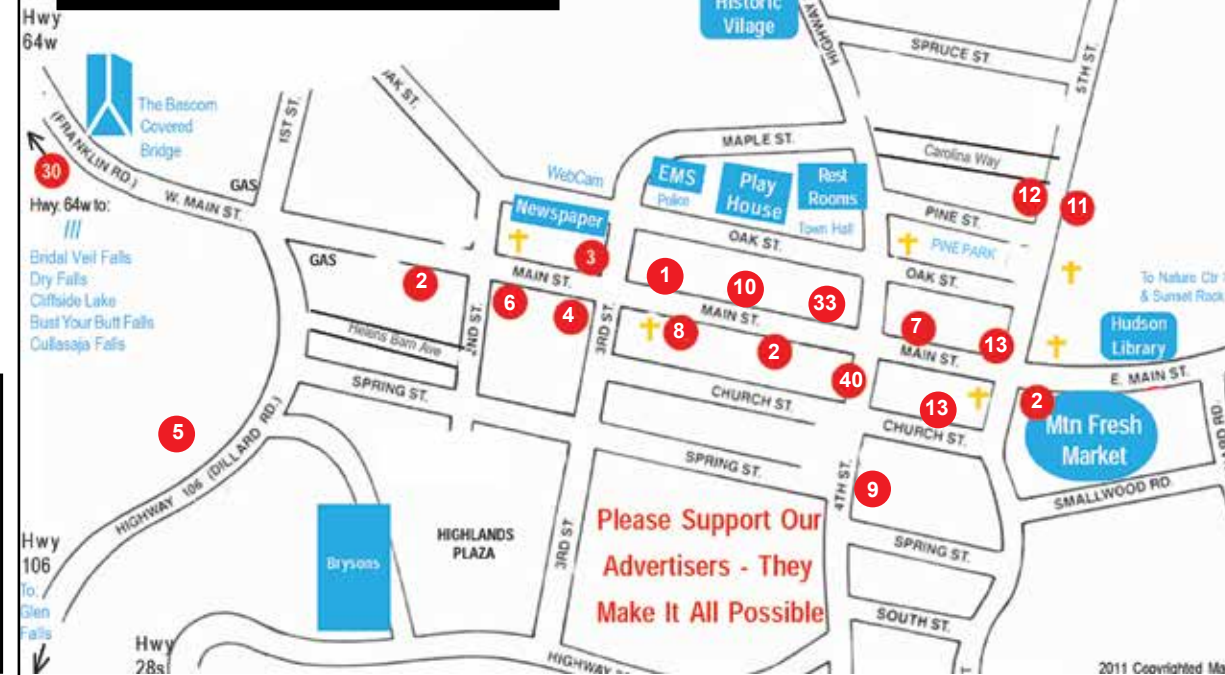 Hwy
64w
Historic
Vilage
HIGHWAY
SPRUCE ST.
5TH ST.
The Bascom
Covered
Bridge
1ST ST.
MAPLE ST.
Carolina Way
(FRANKLIN RD.)
30
GAS
W. MAIN ST.
WebCam
EMS
Police
Play
House
Rest
Rooms
Town Hall
12
11
PINE ST.
Hwy. 64w to:
///
Bridal Veil Falls
Dry Falls
Cliffside Lake
Bust Your Butt Falls
Cullasaja Falls
Newspaper
OAK ST.
PINE PARK
GAS
2
3
MAIN ST.
6
4
1
10
33
OAK ST.
To Nature Ctr
& Sunset Rock
Hudson
Library
2ND ST.
3RD ST.
MAIN ST.
8
2
40
7
13
MAIN ST.
E. MAIN ST.
Helens Barn Ave
SPRING ST.
CHURCH ST.
13
CHURCH ST.
2
Mtn Fresh
Market
5
HIGHWAY 106 (DILLARD RD.)
SPRING ST.
4TH ST.
9
SMALLWOOD RD.
Hwy
106
To:
Glen
Falls
Brysons
HIGHLANDS
PLAZA
3RD ST
Please Support Our
Advertisers - They
Make It All Possible
SPRING ST.
SOUTH ST.
Hwy
28s
HIGHWAY
2011 Copyrighted